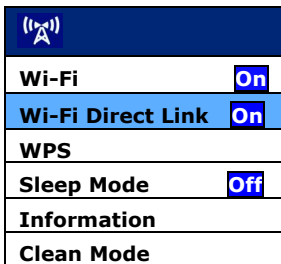 Wi-Fi On
Wi-Fi Direct Link On
WPS
Sleep Mode Off
Information
Clean Mode